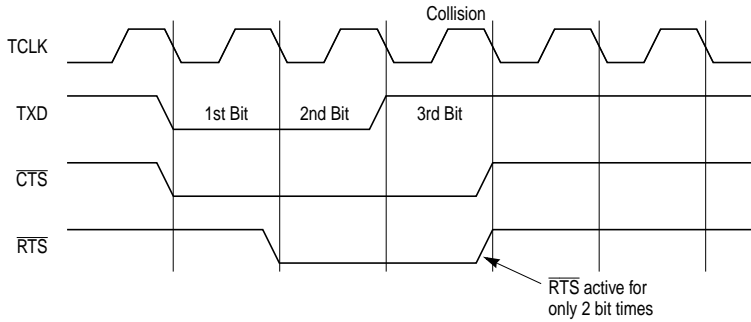 Collision
TCLK
TXD
1st Bit
2nd Bit
3rd Bit
CTS
RTS
RTS active for
only 2 bit times